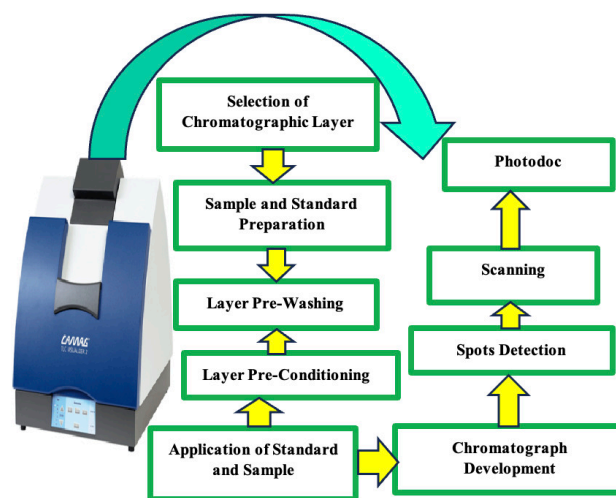 Selection of
Chromatographic Layer
Sample and Standard
Preparation
Layer Pre-Washing
Layer Pre-Conditioning
Application of Standard
and Sample
Chromatograph
Development
Spots Detection
Scanning
Photodoc
CAMAG